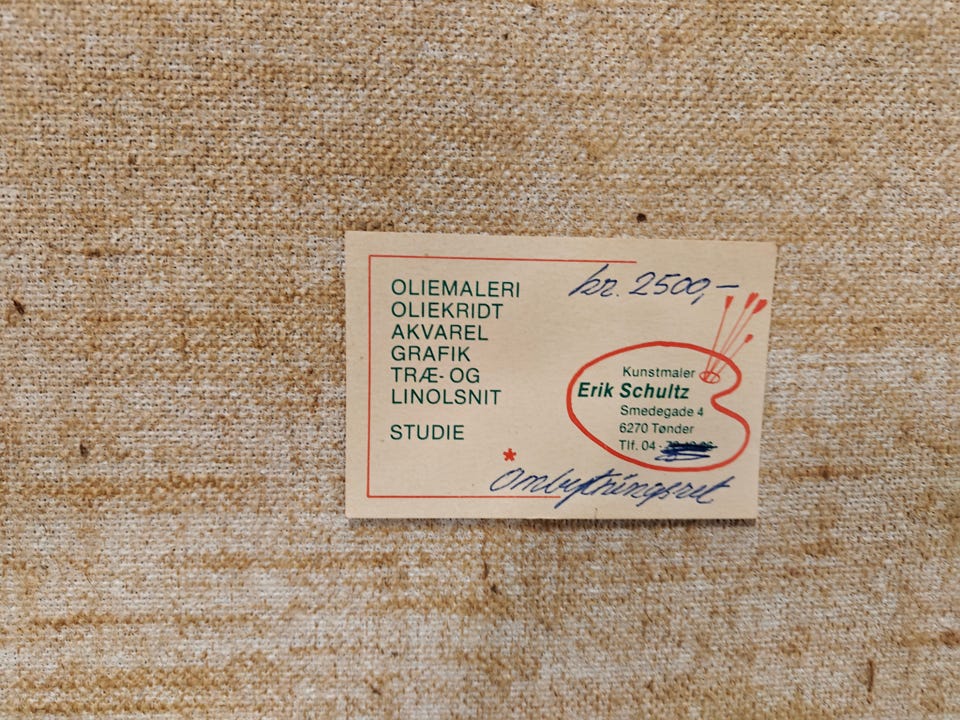 OLIEMALERI
OLIEKRIDT
AKVAREL
GRAFIK
TRÆ- OG
LINOLSNIT
STUDIE
kr. 2500,-
Kunstmaler
Erik Schultz
Smedegade 4
6270 Tønder
Tlf. 04 -
* ombytningsret